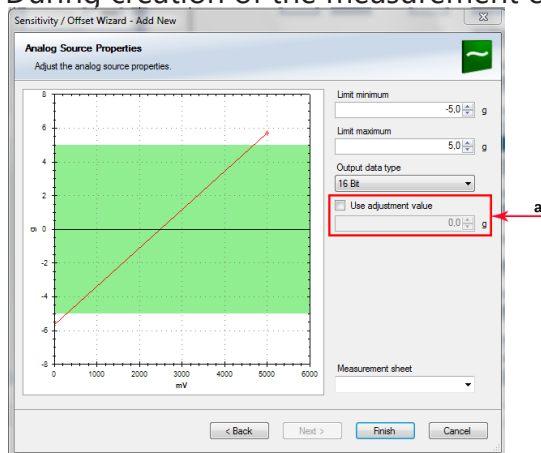 During creation of the measurement
Sensitivity / Offset Wizard - Add New
Analog Source Properties
Adjust the analog source properties.
Limit minimum
-5,0 g
Limit maximum
5,0 g
Output data type
16 Bit
Use adjustment value
0,0 g
a
8
6
4
2
g 0
-2
-4
-6
-8
0 1000 2000 3000 4000 5000 6000
mV
Measurement sheet
< Back Next > Finish Cancel